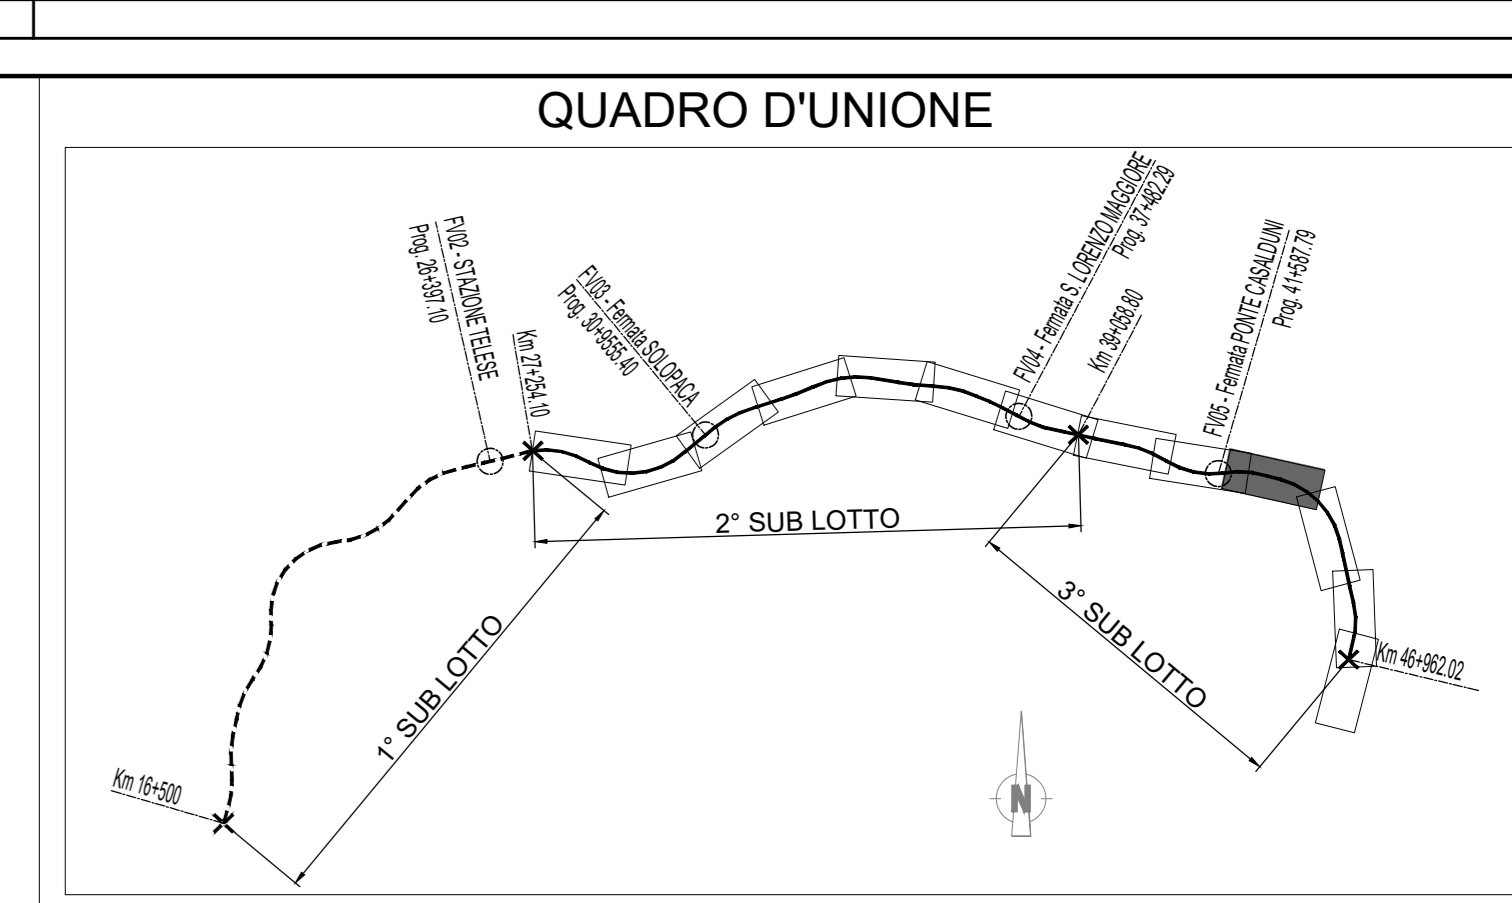 QUADRO D'UNIONE
FV02 - STAZIONE TELESE
Prog. 26+397.10
Km 27+254.10
FV03 - Fermata SOLOPACA
Prog. 30+9555.40
FV04 - Fermata S. LORENZO MAGGIORE
Prog. 37+482.29
Km 39+058.80
FV05 - Fermata PONTE CASALDUNI
Prog. 41+587.79
2° SUB LOTTO
1° SUB LOTTO
3° SUB LOTTO
Km 46+962.02
Km 16+500
N